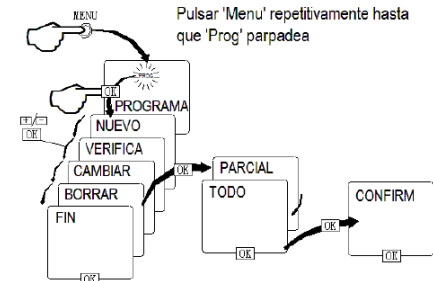 MENU
Pulsar 'Menu' repetitivamente hasta
que 'Prog' parpadea
PROG
OK
PROGRAMA
+/-
OK
NUEVO
VERIFICA
CAMBIAR
BORRAR
FIN
OK
OK
PARCIAL
TODO
OK
OK
CONFIRM
OK